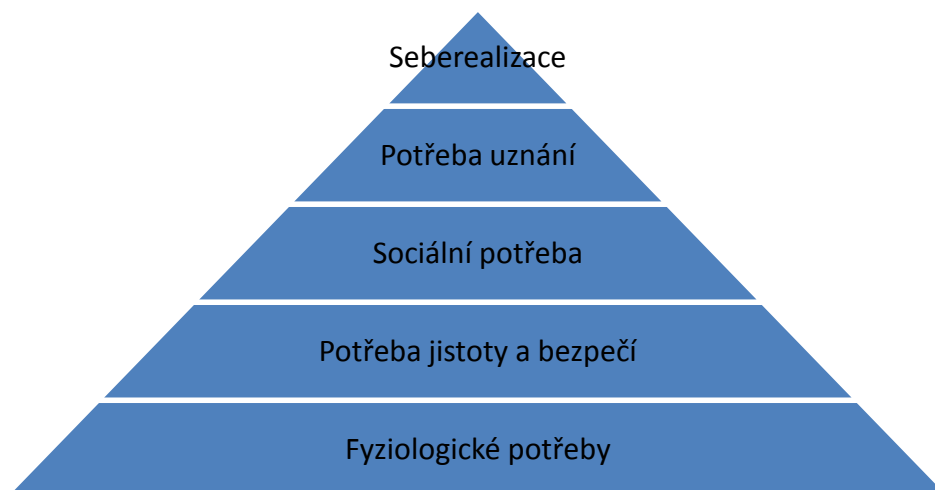 Seberealizace
Potřeba uznání
Sociální potřeba
Potřeba jistoty a bezpečí
Fyziologické potřeby